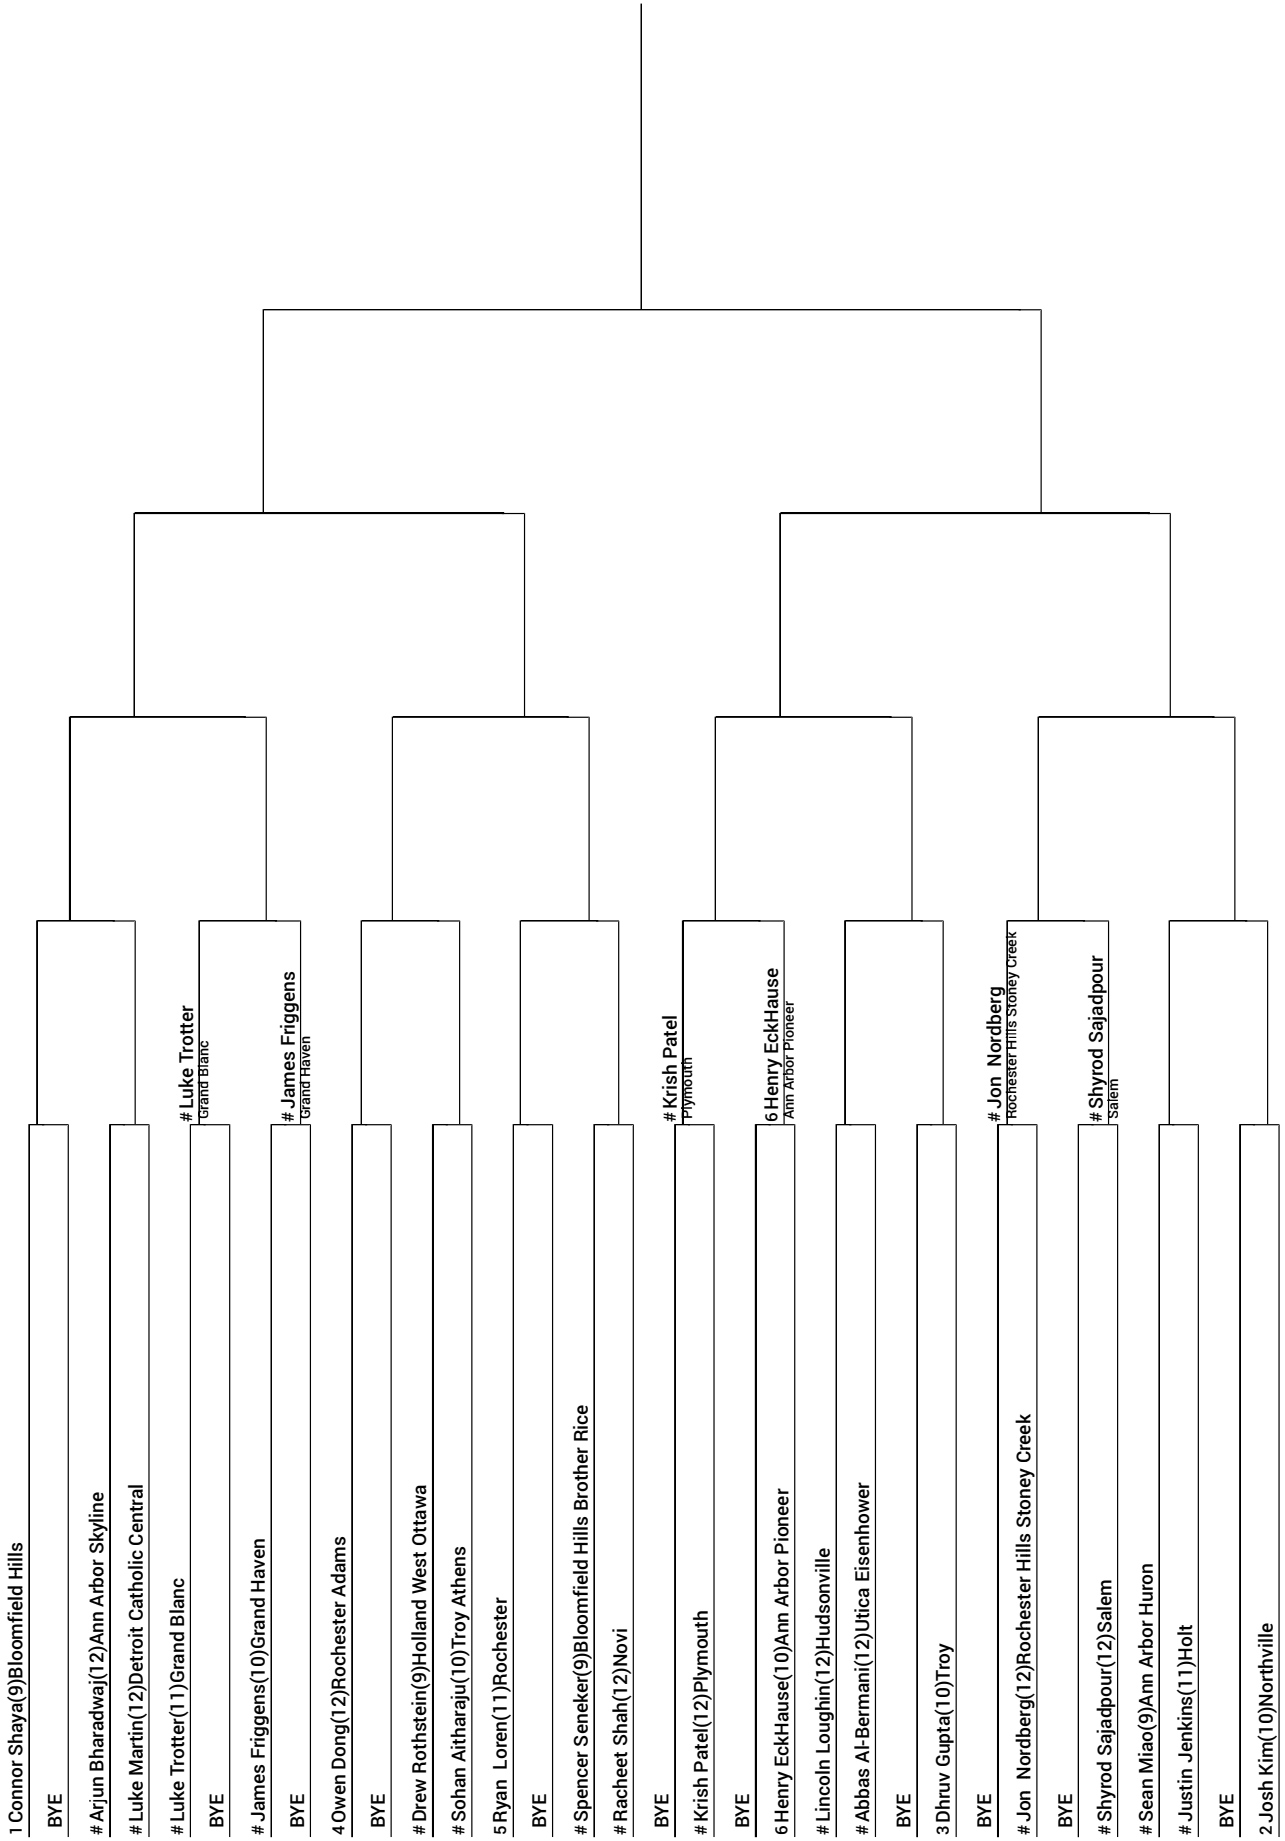 1 Connor Shaya(9)Bloomfield Hills
BYE
# Arjun Bharadwaj(12)Ann Arbor Skyline
# Luke Martin(12)Detroit Catholic Central
# Luke Trotter(11)Grand Blanc
BYE
# James Friggens(10)Grand Haven
BYE
4 Owen Dong(12)Rochester Adams
BYE
# Drew Rothstein(9)Holland West Ottawa
# Sohan Aitharaju(10)Troy Athens
5 Ryan Loren(11)Rochester
BYE
# Spencer Seneker(9)Bloomfield Hills Brother Rice
# Racheet Shah(12)Novi
BYE
# Krish Patel(12)Plymouth
BYE
6 Henry EckHause(10)Ann Arbor Pioneer
# Lincoln Loughin(12)Hudsonville
# Abbas Al-Bermani(12)Utica Eisenhower
BYE
3 Dhruv Gupta(10)Troy
BYE
# Jon Nordberg(12)Rochester Hills Stoney Creek
BYE
# Shyrod Sajadpour(12)Salem
# Sean Miao(9)Ann Arbor Huron
# Justin Jenkins(11)Holt
BYE
2 Josh Kim(10)Northville
# Luke Trotter
Grand Blanc
# James Friggens
Grand Haven
# Krish Patel
Plymouth
6 Henry EckHause
Ann Arbor Pioneer
# Jon Nordberg
Rochester Hills Stoney Creek
# Shyrod Sajadpour
Salem